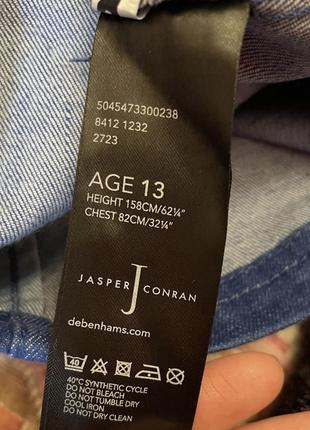 5045473300238
8412 1232
2723
AGE 13
HEIGHT 158CM/62¼"
CHEST 82CM/32¼"
JASPER J CONRAN
debenhams.com
40
40°C SYNTHETIC CYCLE
DO NOT BLEACH
DO NOT TUMBLE DRY
COOL IRON
DO NOT DRY CLEAN